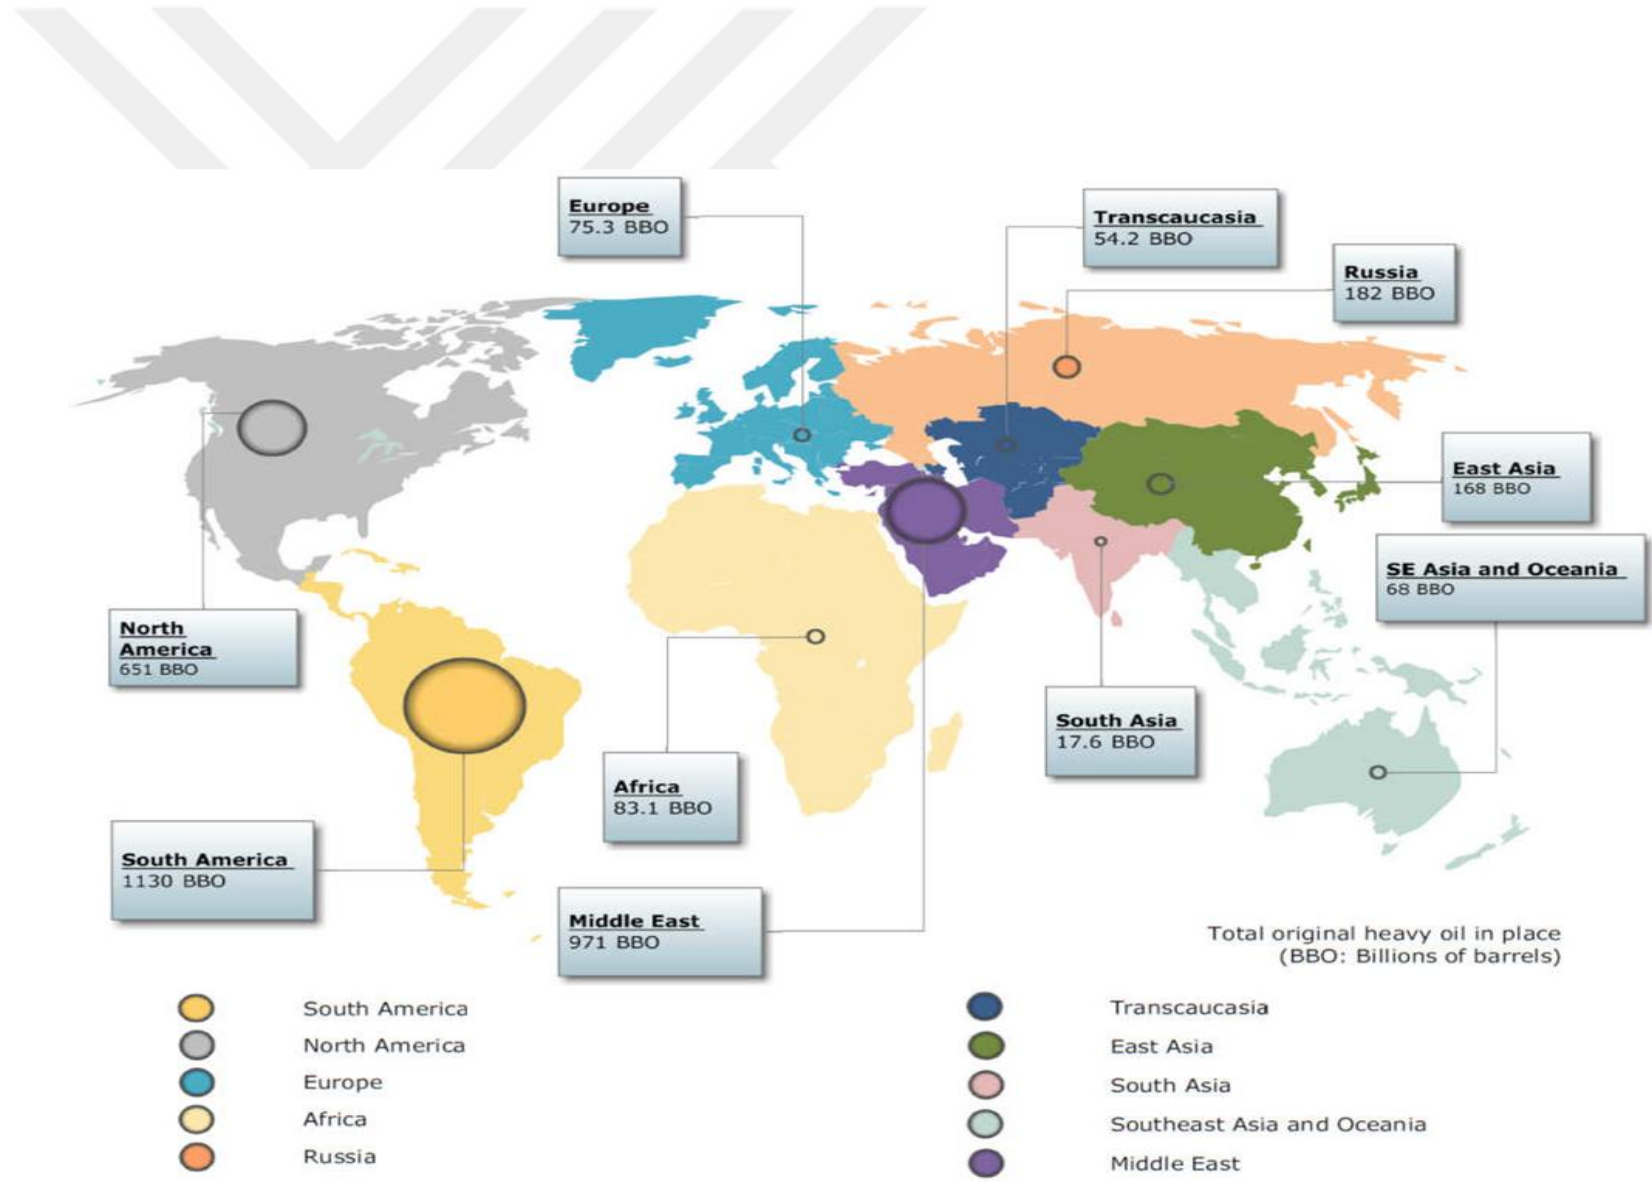 Europe
75.3 BBO
Transcaucasia
54.2 BBO
Russia
182 BBO
East Asia
168 BBO
SE Asia and Oceania
68 BBO
North
America
651 BBO
South Asia
17.6 BBO
Africa
83.1 BBO
South America
1130 BBO
Middle East
971 BBO
Total original heavy oil in place
(BBO: Billions of barrels)
South America
North America
Europe
Africa
Russia
Transcaucasia
East Asia
South Asia
Southeast Asia and Oceania
Middle East